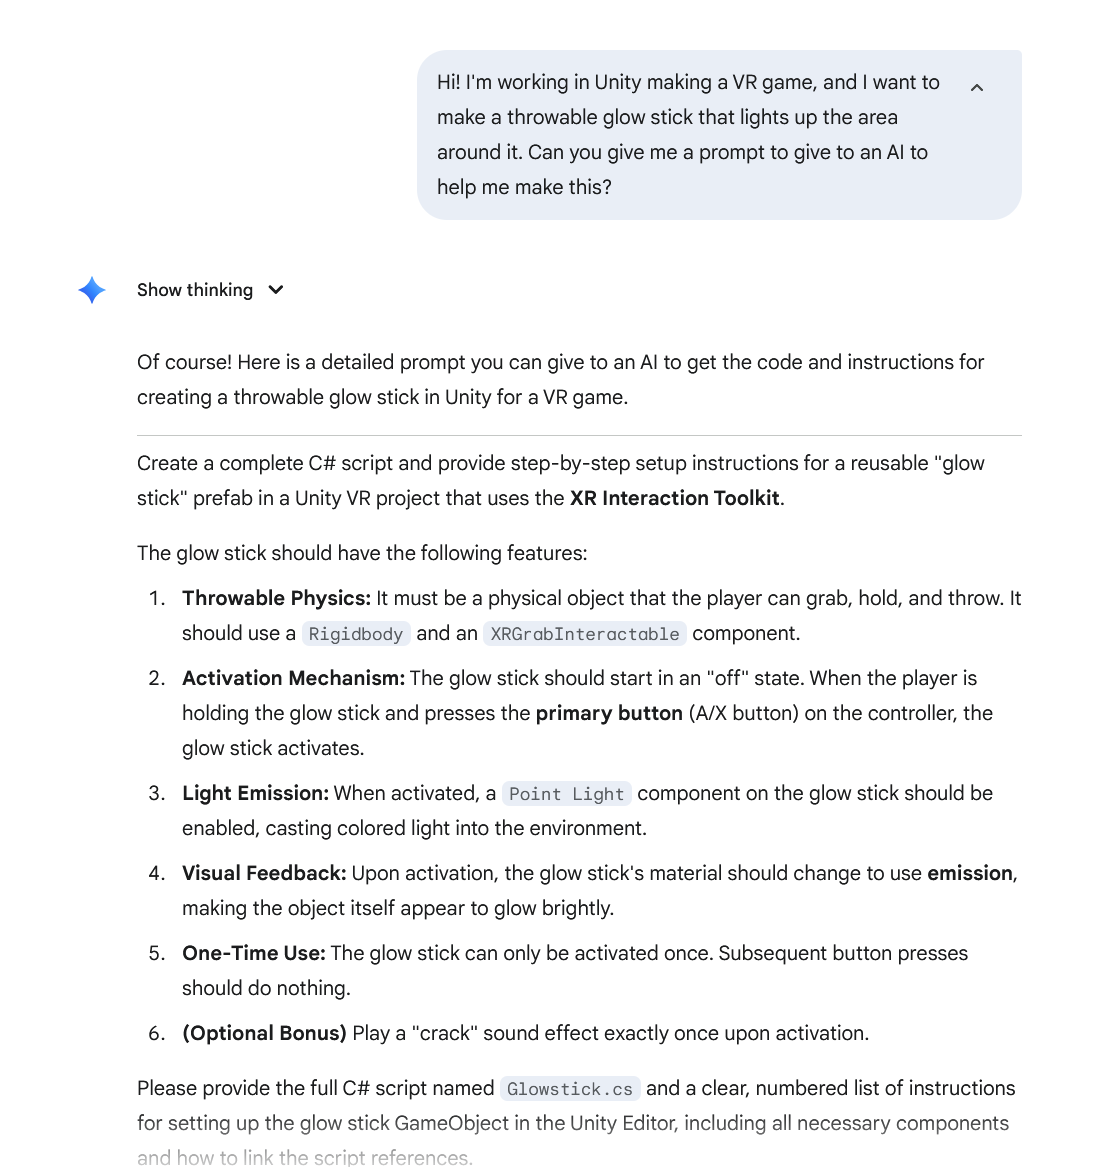 Hi! I'm working in Unity making a VR game, and I want to
make a throwable glow stick that lights up the area
around it. Can you give me a prompt to give to an AI to
help me make this?
Show thinking
Of course! Here is a detailed prompt you can give to an AI to get the code and instructions for
creating a throwable glow stick in Unity for a VR game.
Create a complete C# script and provide step-by-step setup instructions for a reusable "glow
stick" prefab in a Unity VR project that uses the XR Interaction Toolkit.
The glow stick should have the following features:
1. Throwable Physics: It must be a physical object that the player can grab, hold, and throw. It
should use a Rigidbody and an XRGrabInteractable component.
2. Activation Mechanism: The glow stick should start in an "off" state. When the player is
holding the glow stick and presses the primary button (A/X button) on the controller, the
glow stick activates.
3. Light Emission: When activated, a Point Light component on the glow stick should be
enabled, casting colored light into the environment.
4. Visual Feedback: Upon activation, the glow stick's material should change to use emission,
making the object itself appear to glow brightly.
5. One-Time Use: The glow stick can only be activated once. Subsequent button presses
should do nothing.
6. (Optional Bonus) Play a "crack" sound effect exactly once upon activation.
Please provide the full C# script named Glowstick.cs and a clear, numbered list of instructions
for setting up the glow stick GameObject in the Unity Editor, including all necessary components
and how to link the script references.